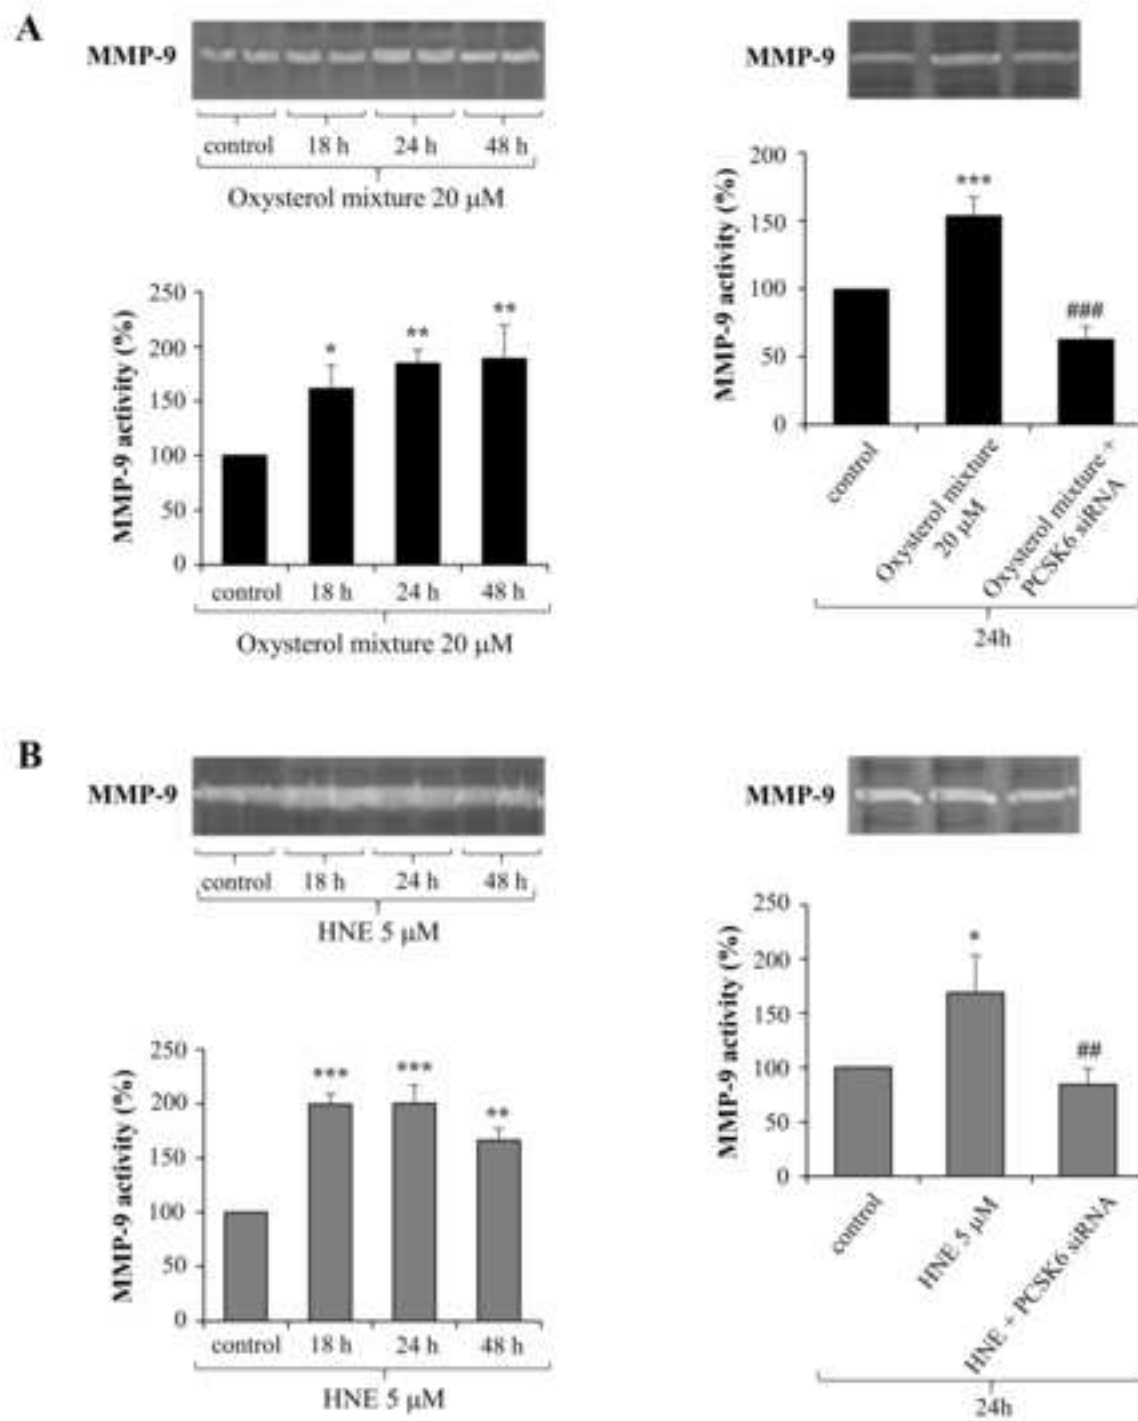 A
MMP-9
control 18 h 24 h 48 h
Oxysterol mixture 20 µM
MMP-9 activity (%)
250
200
150
100
50
0
* ** **
control 18 h 24 h 48 h
Oxysterol mixture 20 µM
MMP-9
MMP-9 activity (%)
200
150
100
50
0
***
###
control
Oxysterol mixture
20 µM
Oxysterol mixture +
PCSK6 siRNA
24h
B
MMP-9
control 18 h 24 h 48 h
HNE 5 µM
MMP-9 activity (%)
250
200
150
100
50
0
*** *** **
control 18 h 24 h 48 h
HNE 5 µM
MMP-9
MMP-9 activity (%)
250
200
150
100
50
0
*
##
control
HNE 5 µM
HNE + PCSK6 siRNA
24h